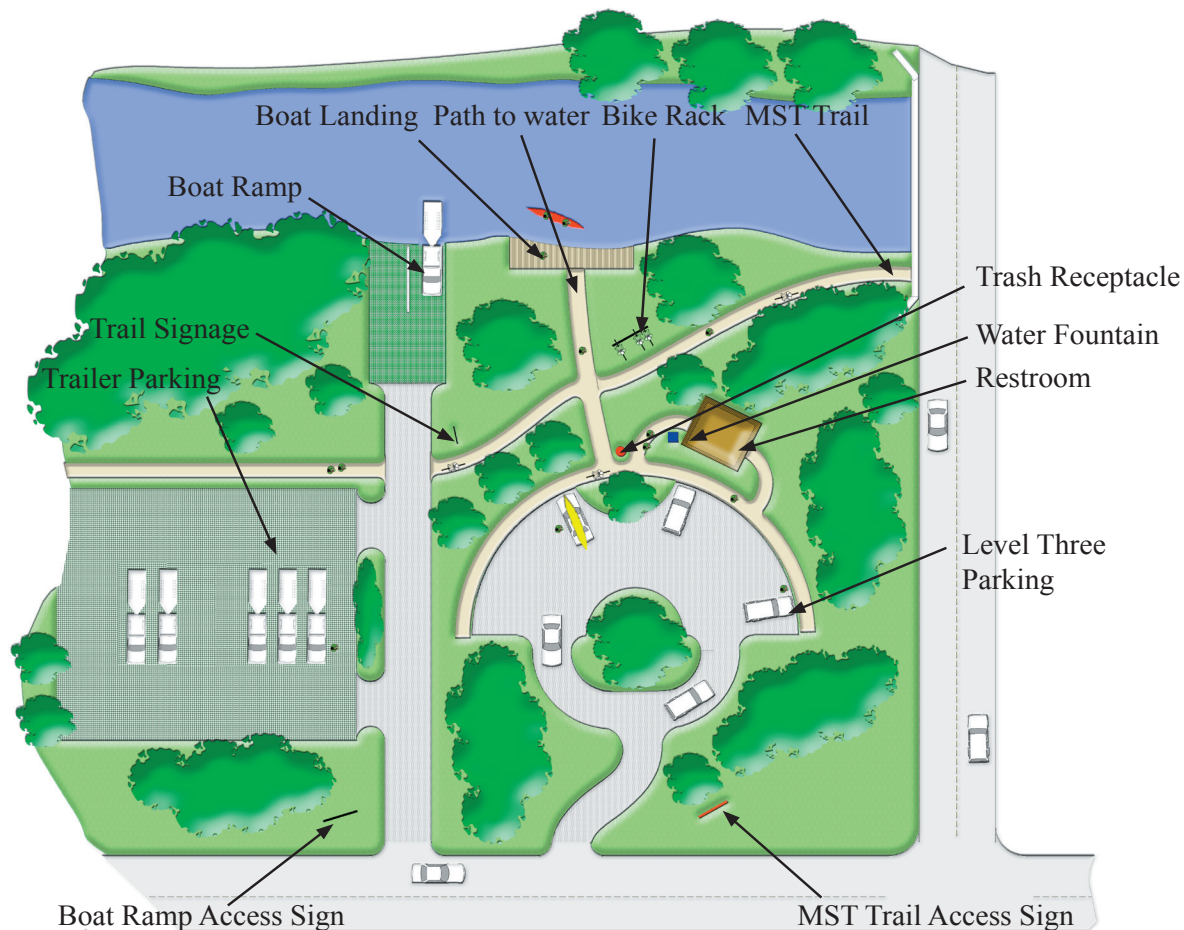 Boat Landing
Path to water
Bike Rack
MST Trail
Boat Ramp
Trash Receptacle
Trail Signage
Water Fountain
Trailer Parking
Restroom
Level Three
Parking
Boat Ramp Access Sign
MST Trail Access Sign